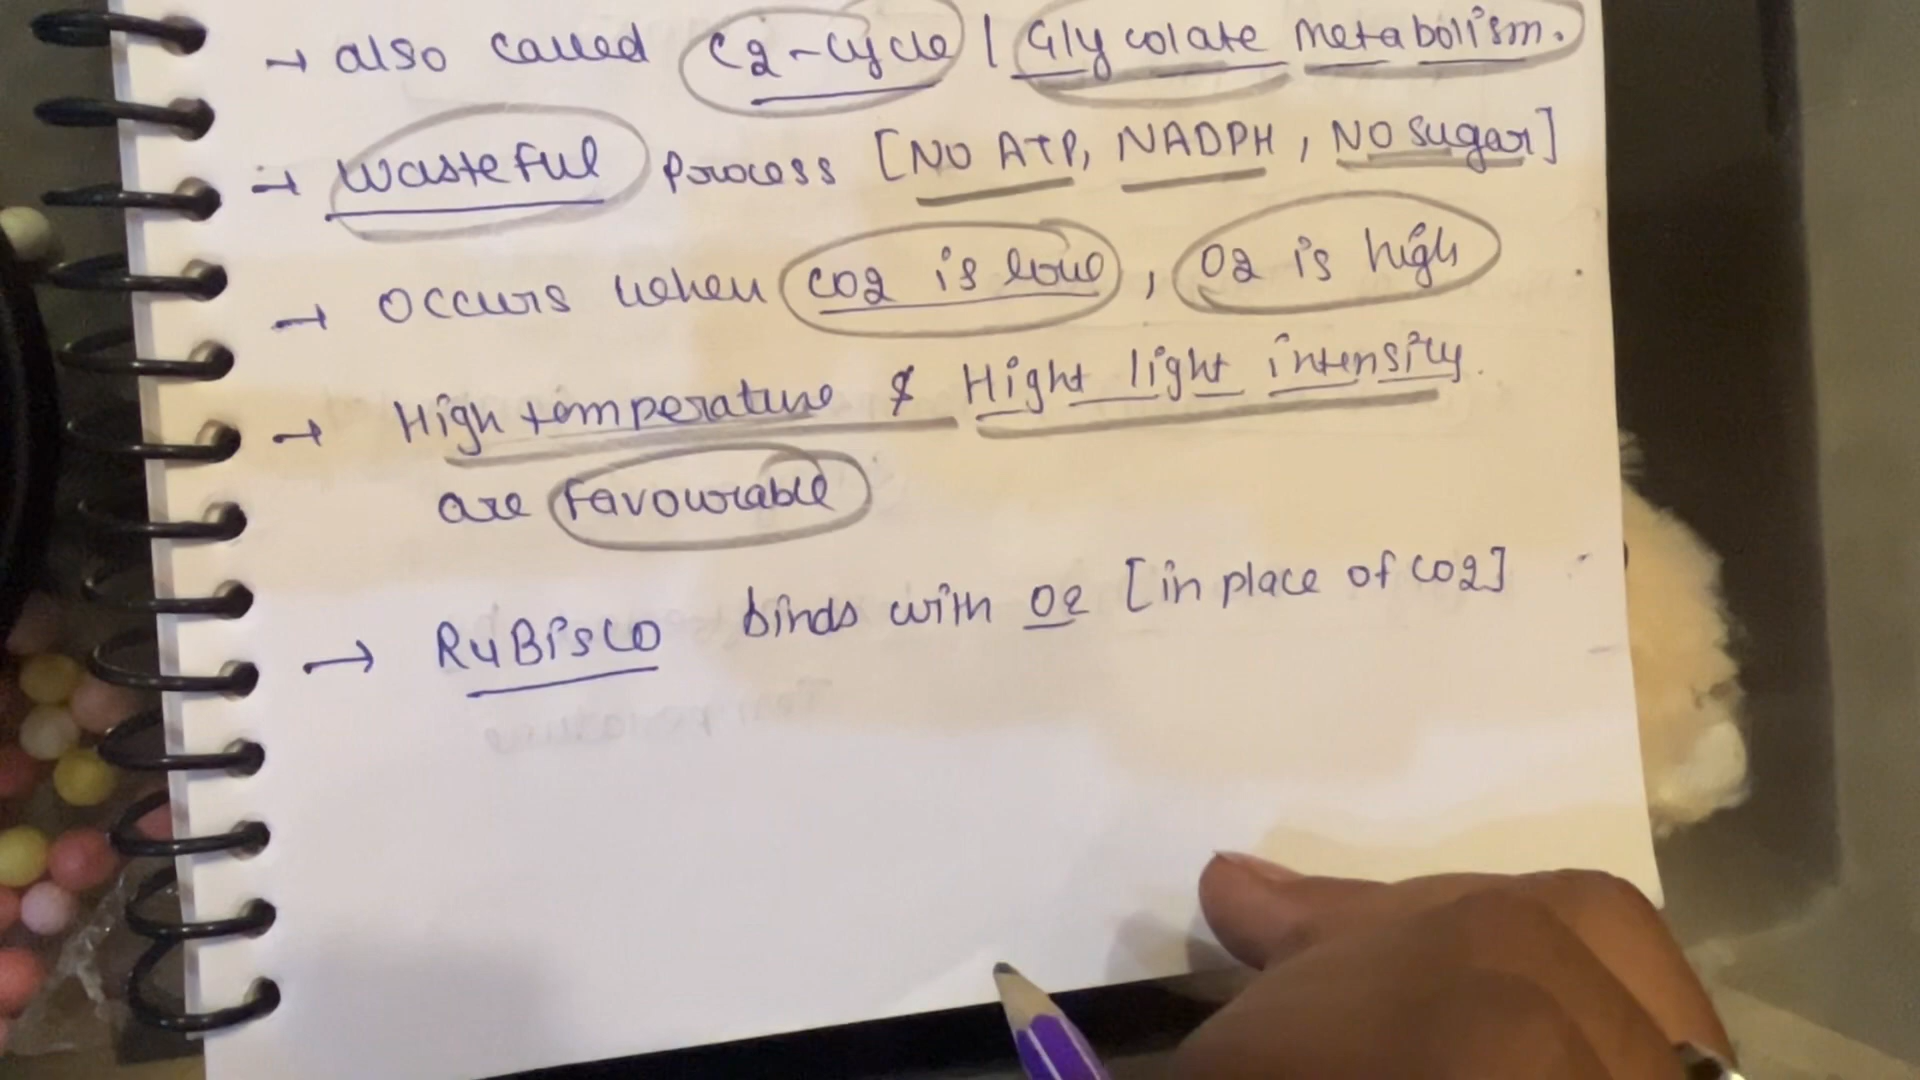 → also called C2-cycle | Glycolate metabolism.
→ wasteful process [NO ATP, NADPH, NO sugar]
→ occurs when CO2 is low, O2 is high
→ High temperature & Hight light intensity.
are favourable
→ RuBisCO binds with O2 [in place of CO2]